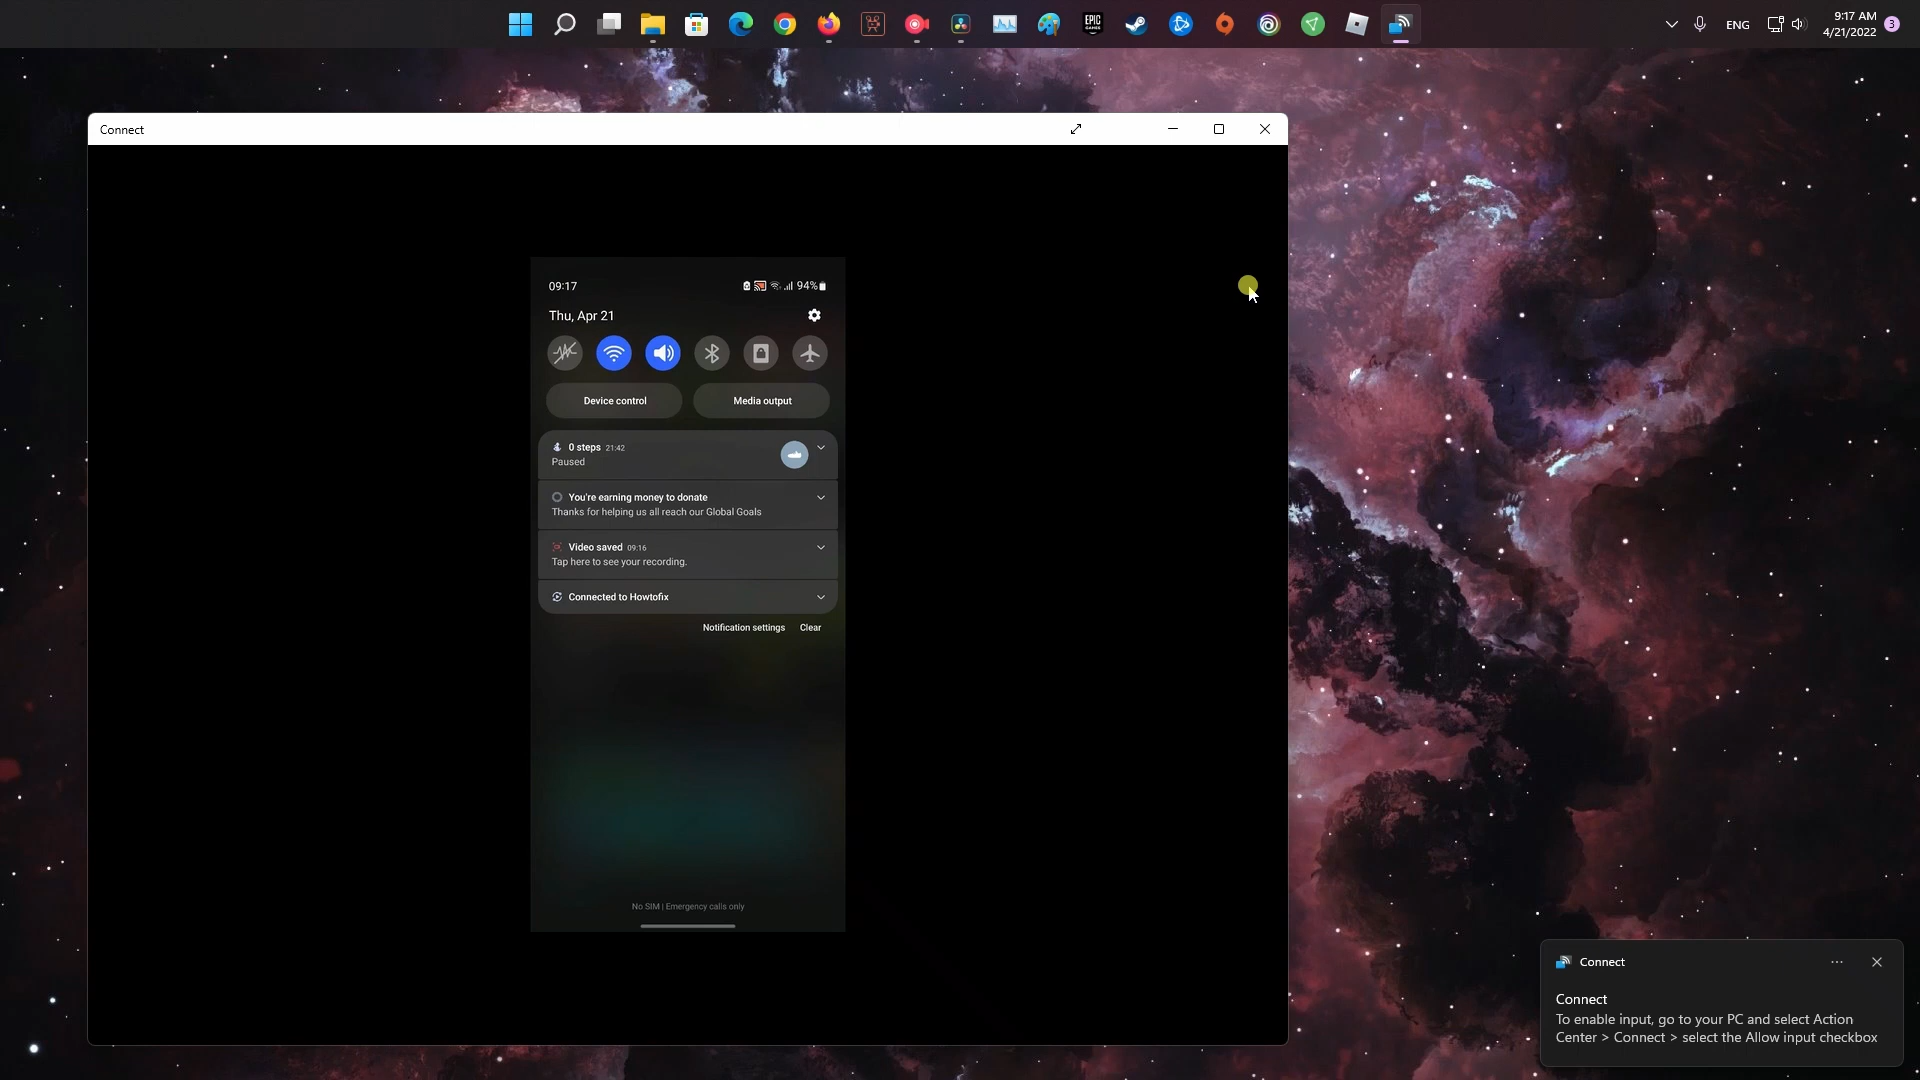 EPIC
GAMES
ENG
9:17 AM
4/21/2022
3
Connect
09:17
94%
Thu, Apr 21
Device control
Media output
0 steps 21:42
Paused
You're earning money to donate
Thanks for helping us all reach our Global Goals
Video saved 09:16
Tap here to see your recording.
Connected to Howtofix
Notification settings Clear
No SIM | Emergency calls only
Connect
Connect
To enable input, go to your PC and select Action
Center > Connect > select the Allow input checkbox